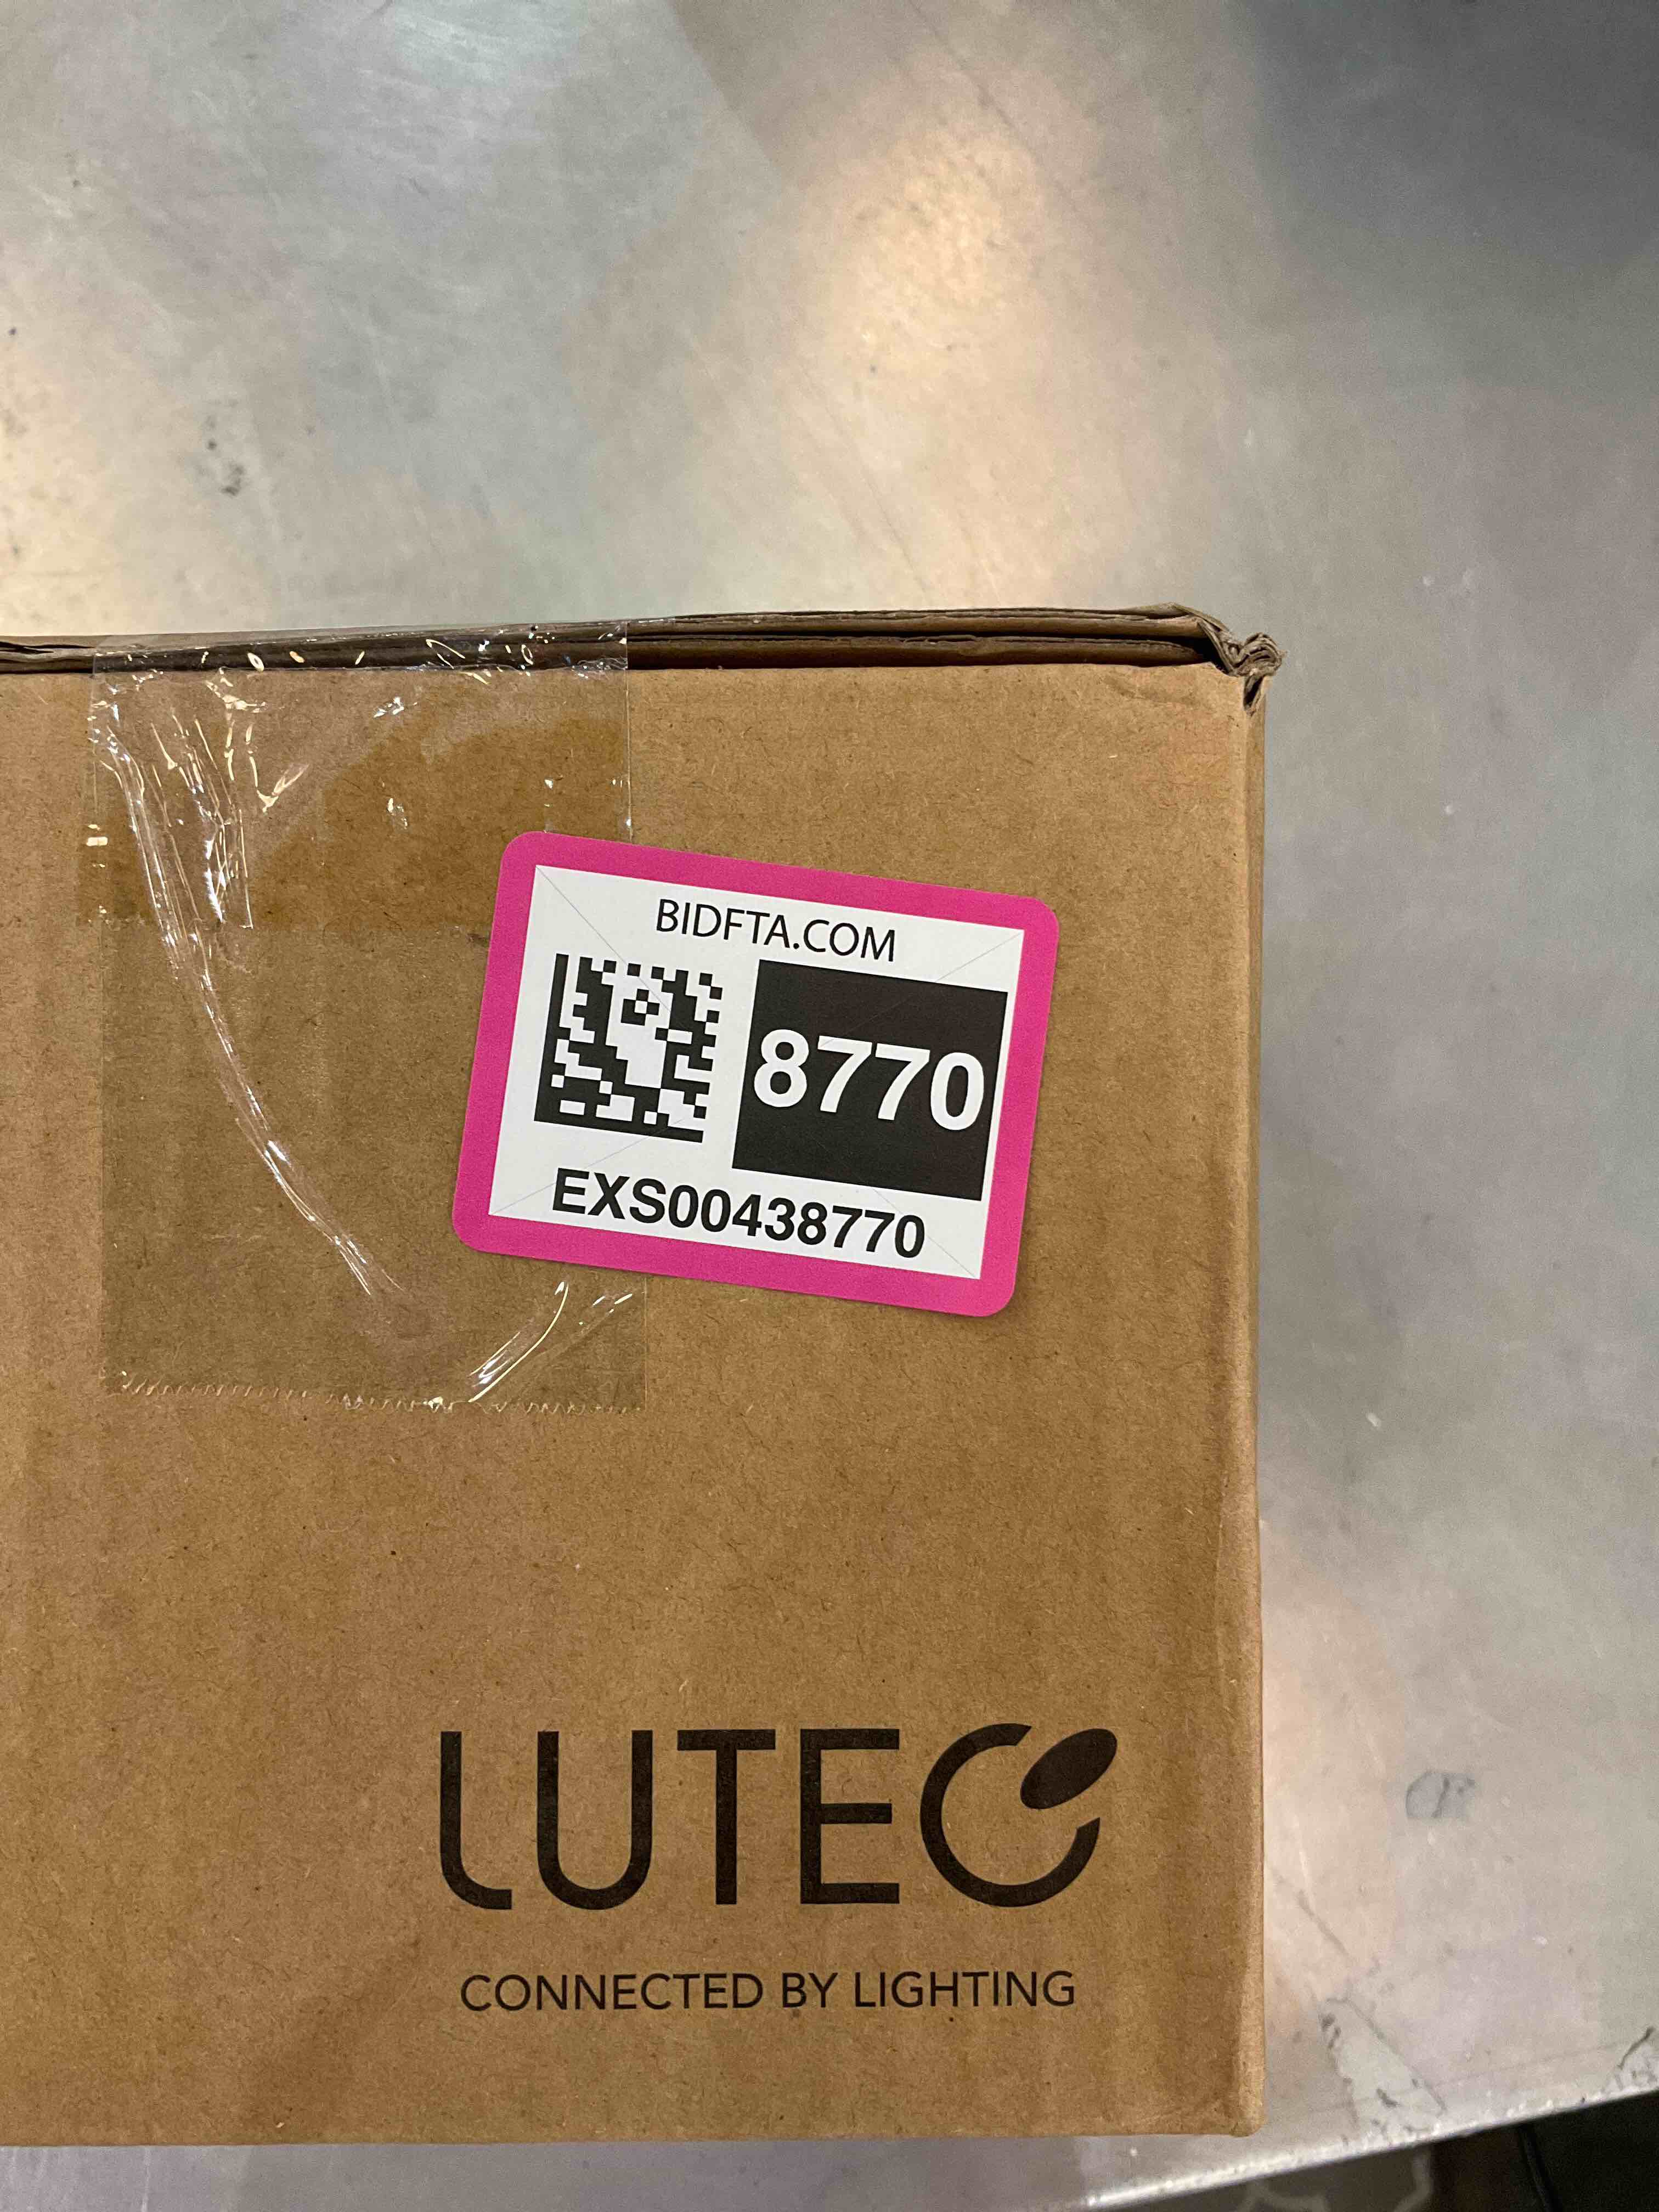 BIDFTA.COM
8770
EXS00438770
LUTEC
CONNECTED BY LIGHTING